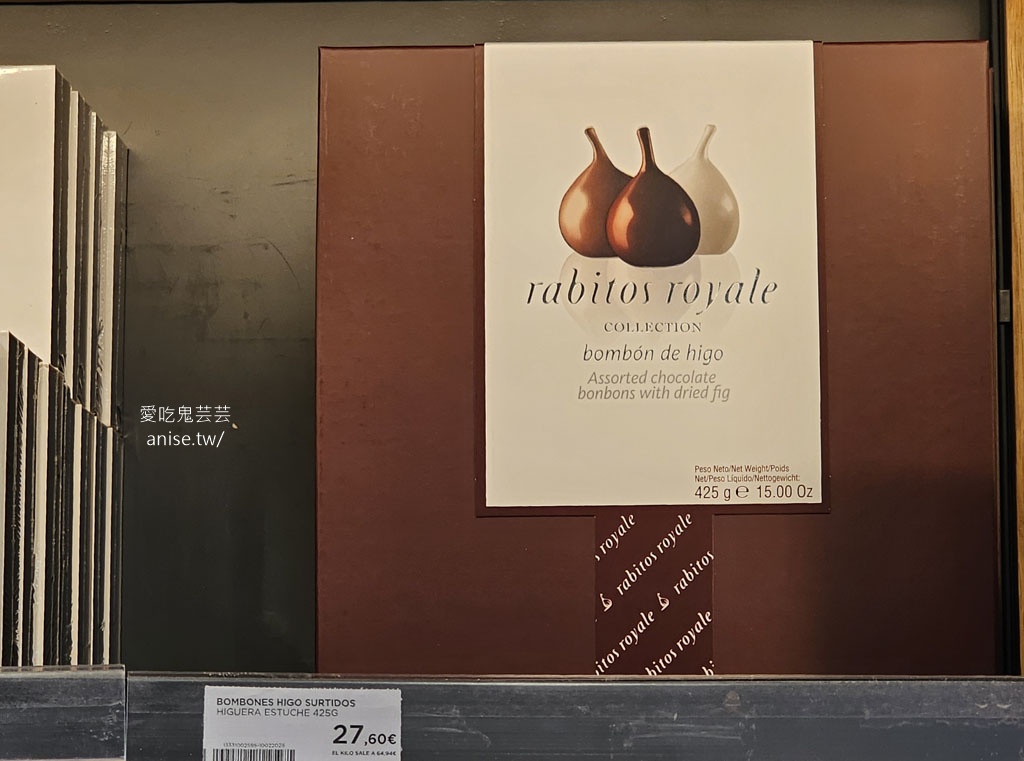 rabitos royale
COLLECTION
bombón de higo
Assorted chocolate
bonbons with dried fig
Peso Neto/Net Weight/Poids
Net/Peso Líquido/Nettogewicht:
425 g e 15.00 Oz
愛吃鬼芸芸
anise.tw/
royale
rabitos royale
rabitos
itos royale
bitos royale
BOMBONES HIGO SURTIDOS
HIGUERA ESTUCHE 425G
27,60€
EL KILO SALE A 64,94€